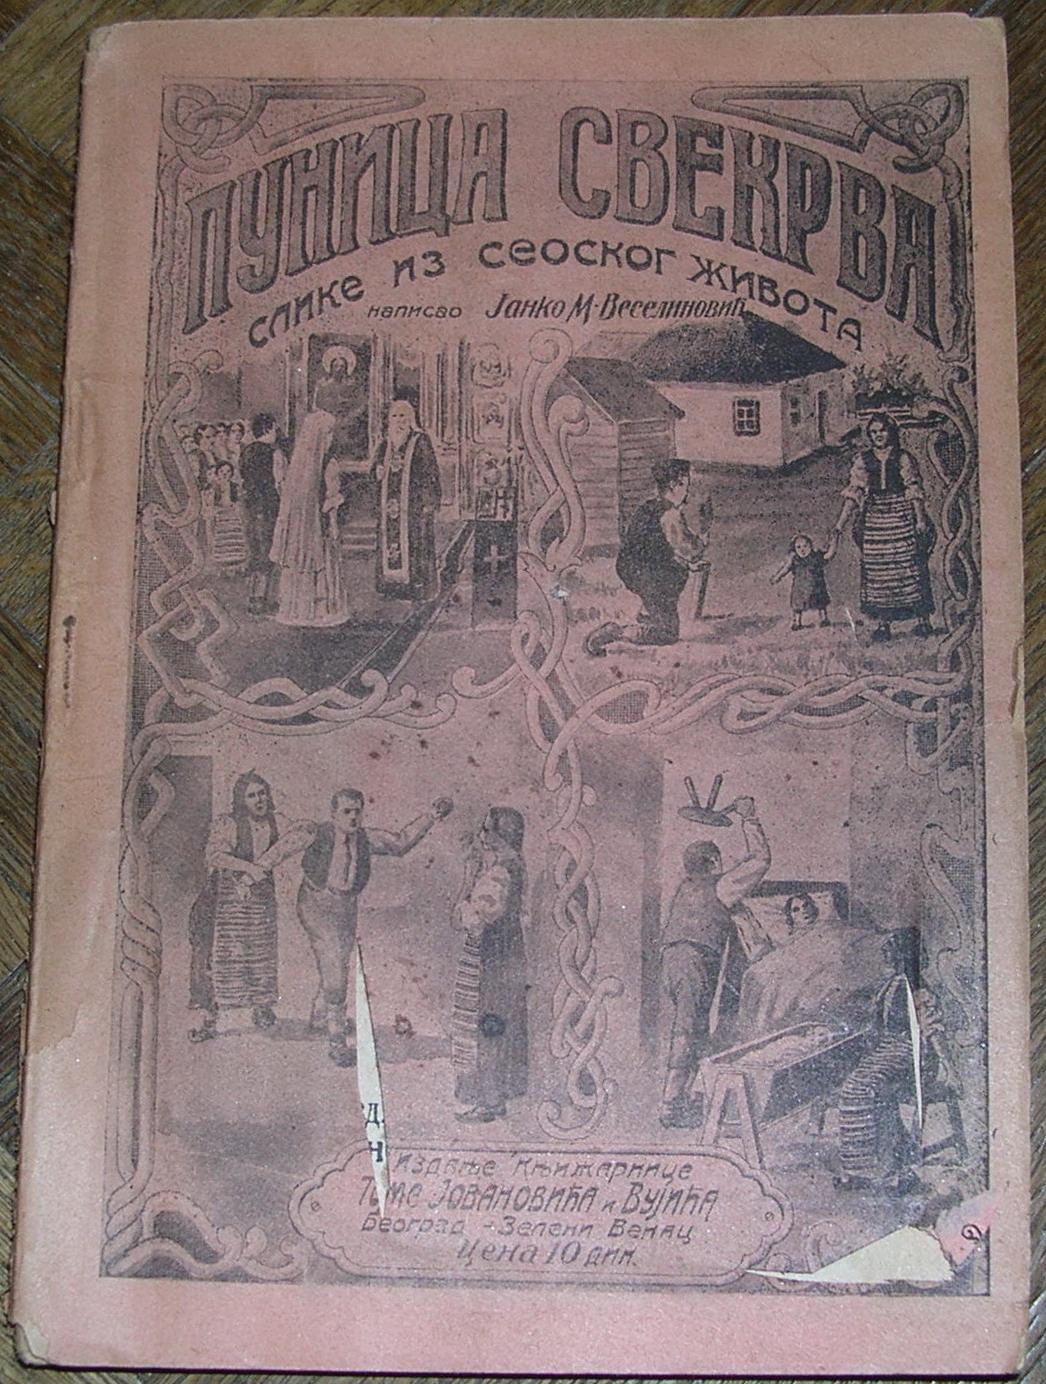 ПУНИЦА СВЕКРВА
СЛИКЕ ИЗ СЕОСКОГ ЖИВОТА
НАПИСАО Јанко М. Веселиновић
Д
Н
Издање Књижарнице
Томе Јовановића и Вујића
Београд - Зелени Венац
Цена 10 дин.